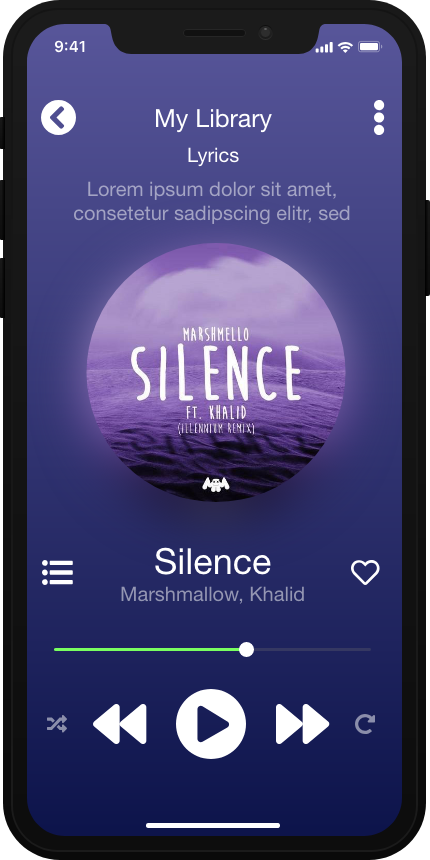 9:41
My Library
Lyrics
Lorem ipsum dolor sit amet,
consetetur sadipscing elitr, sed
MARSHMELLO
SILENCE
FT. KHALID
(ILLENNIUM REMIX)
Silence
Marshmallow, Khalid